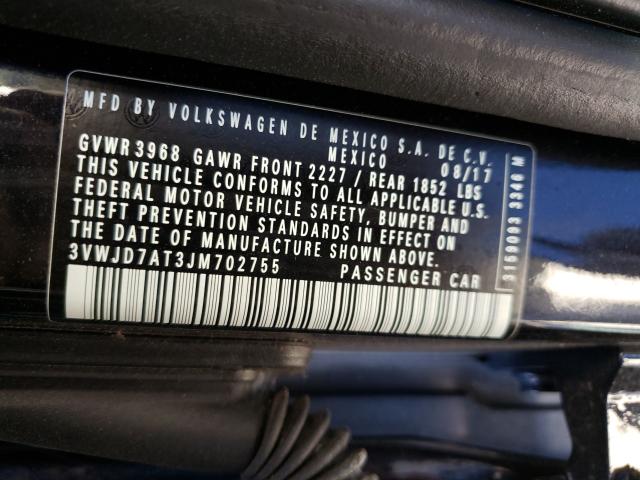 MFD BY VOLKSWAGEN DE MEXICO S.A. DE C.V.
MEXICO 08/17
GVWR 3968 GAWR FRONT 2227 / REAR 1852 LBS
THIS VEHICLE CONFORMS TO ALL APPLICABLE U.S.
FEDERAL MOTOR VEHICLE SAFETY, BUMPER AND
THEFT PREVENTION STANDARDS IN EFFECT ON
THE DATE OF MANUFACTURE SHOWN ABOVE.
3VWJD7AT3JM702755 PASSENGER CAR
3159093 3346 M